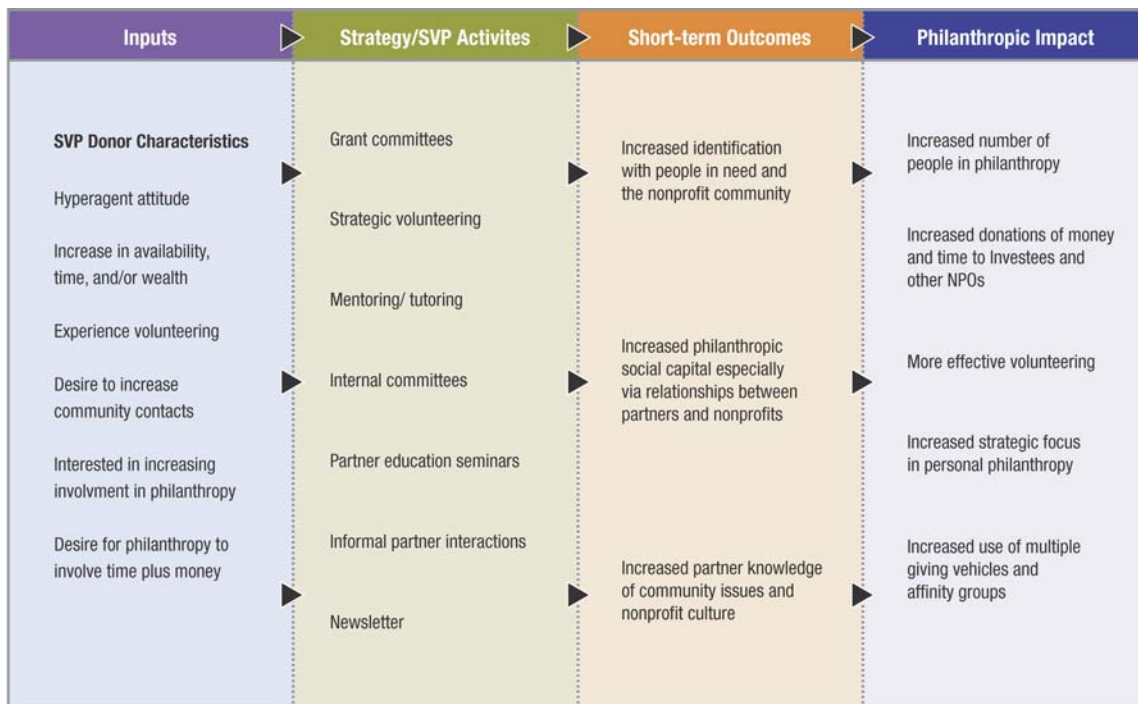 Inputs
Strategy/SVP Activites
Short-term Outcomes
Philanthropic Impact
SVP Donor Characteristics
Hyperagent attitude
Increase in availability,
time, and/or wealth
Experience volunteering
Desire to increase
community contacts
Interested in increasing
involvment in philanthropy
Desire for philanthropy to
involve time plus money
Grant committees
Strategic volunteering
Mentoring/ tutoring
Internal committees
Partner education seminars
Informal partner interactions
Newsletter
Increased identification
with people in need and
the nonprofit community
Increased philanthropic
social capital especially
via relationships between
partners and nonprofits
Increased partner knowledge
of community issues and
nonprofit culture
Increased number of
people in philanthropy
Increased donations of money
and time to Investees and
other NPOs
More effective volunteering
Increased strategic focus
in personal philanthropy
Increased use of multiple
giving vehicles and
affinity groups